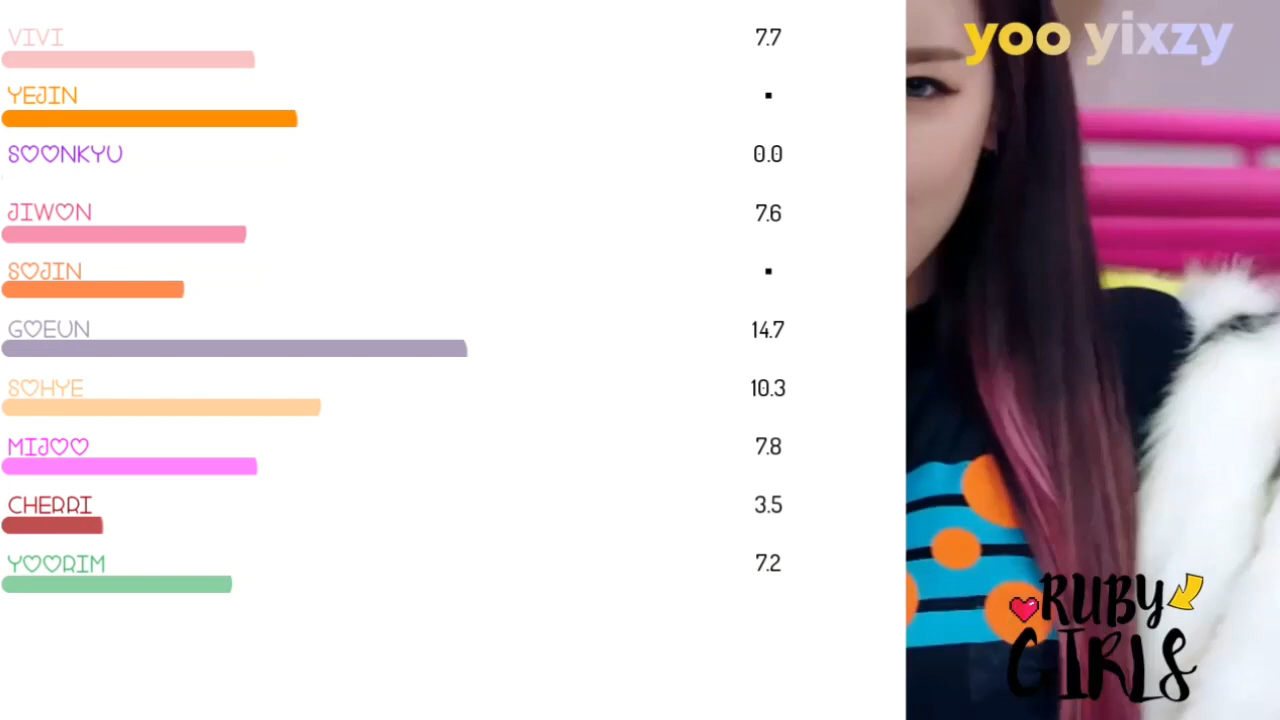 VIVI 7.7
YEJIN .
SOONKYU 0.0
JIWON 7.6
SOJIN .
GOEUN 14.7
SOHYE 10.3
MIJOO 7.8
CHERRI 3.5
YOORIM 7.2
yoo yixzy
RUBY
GIRLS